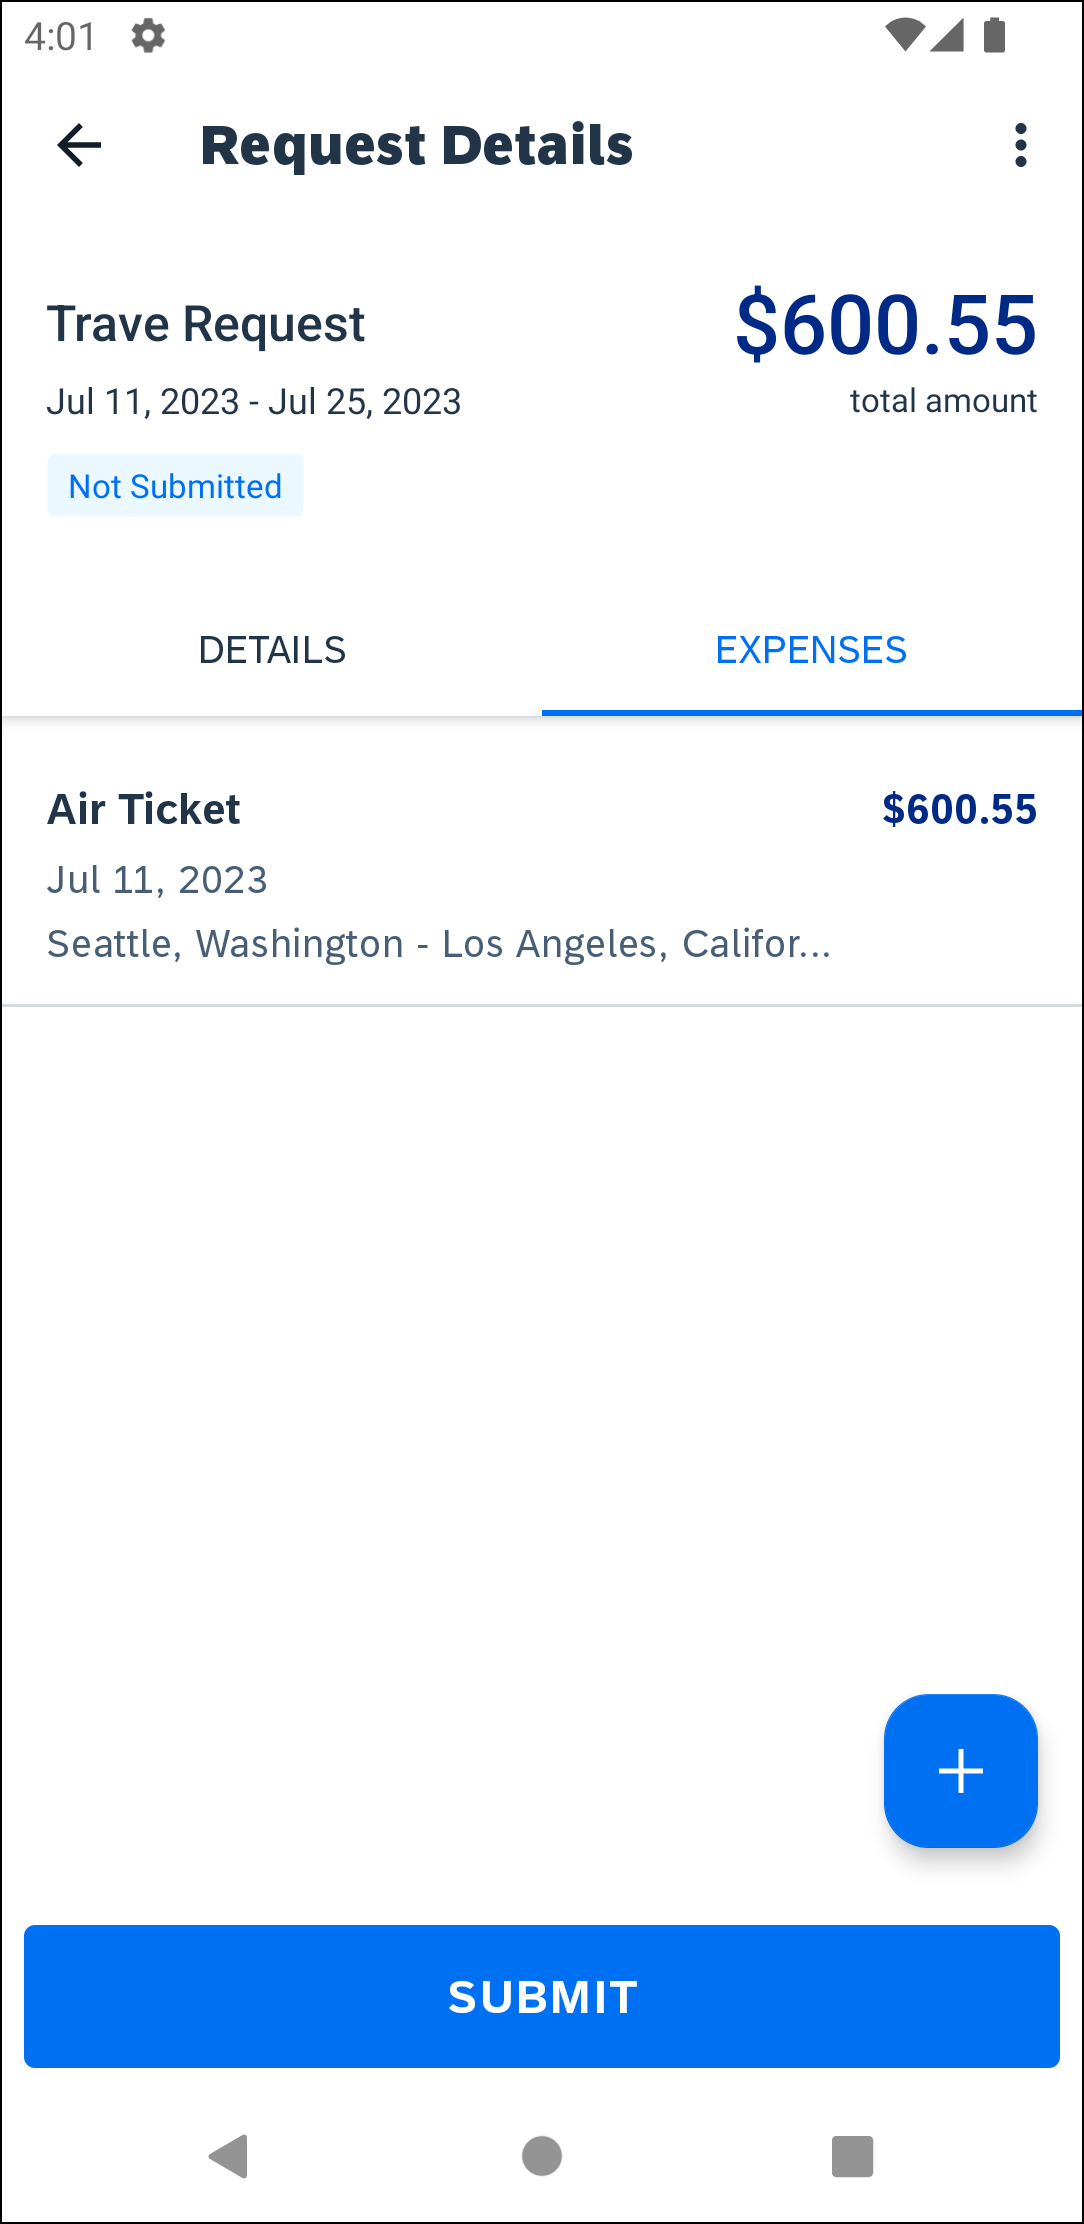 4:01
Request Details
Trave Request
$600.55
Jul 11, 2023 - Jul 25, 2023
total amount
Not Submitted
DETAILS
EXPENSES
Air Ticket
$600.55
Jul 11, 2023
Seattle, Washington - Los Angeles, Califor...
SUBMIT